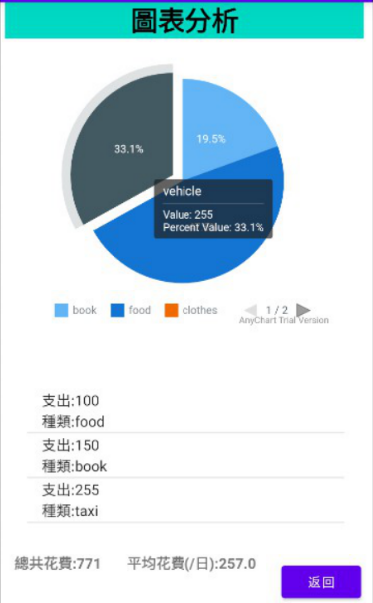 圖表分析
33.1%
19.5%
vehicle
Value: 255
Percent Value: 33.1%
book food clothes 1 / 2
AnyChart Trial Version
支出:100
種類:food
支出:150
種類:book
支出:255
種類:taxi
總共花費:771 平均花費(/日):257.0
返回